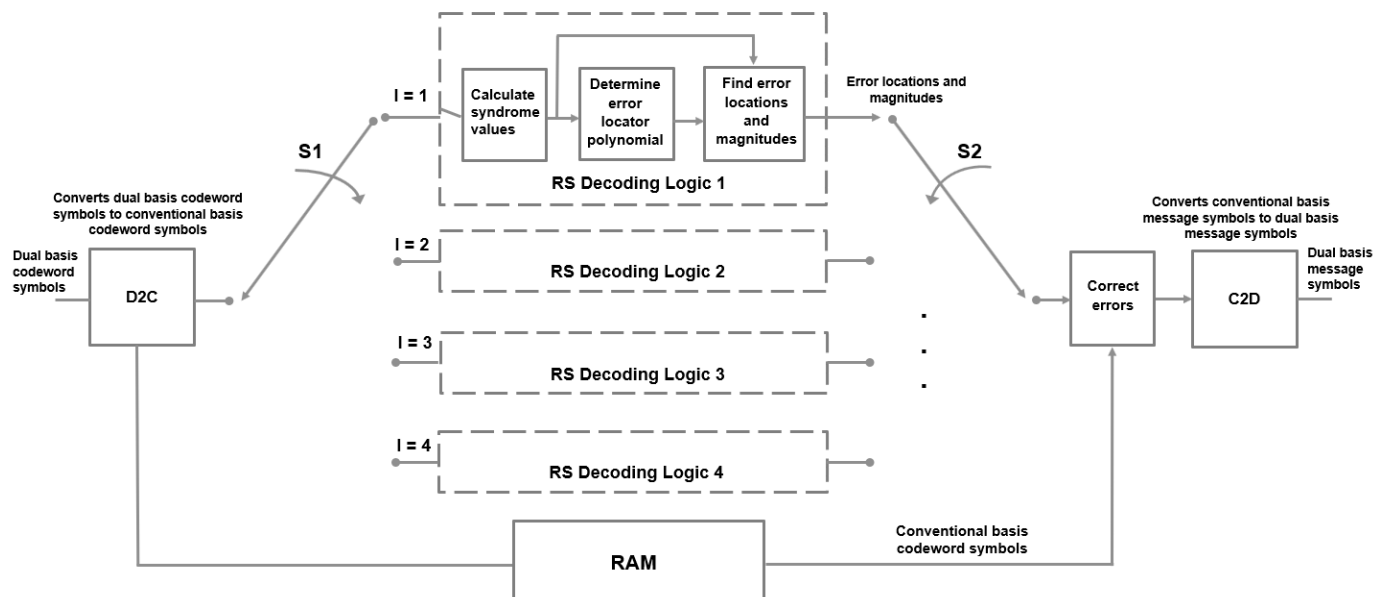 I = 1
Calculate
syndrome
values
Determine
error
locator
polynomial
Find error
locations
and
magnitudes
RS Decoding Logic 1
Error locations and
magnitudes
S1
S2
Converts dual basis codeword
symbols to conventional basis
codeword symbols
Dual basis
codeword
symbols
D2C
I = 2
RS Decoding Logic 2
I = 3
RS Decoding Logic 3
I = 4
RS Decoding Logic 4
Converts conventional basis
message symbols to dual basis
message symbols
Correct
errors
C2D
Dual basis
message
symbols
RAM
Conventional basis
codeword symbols